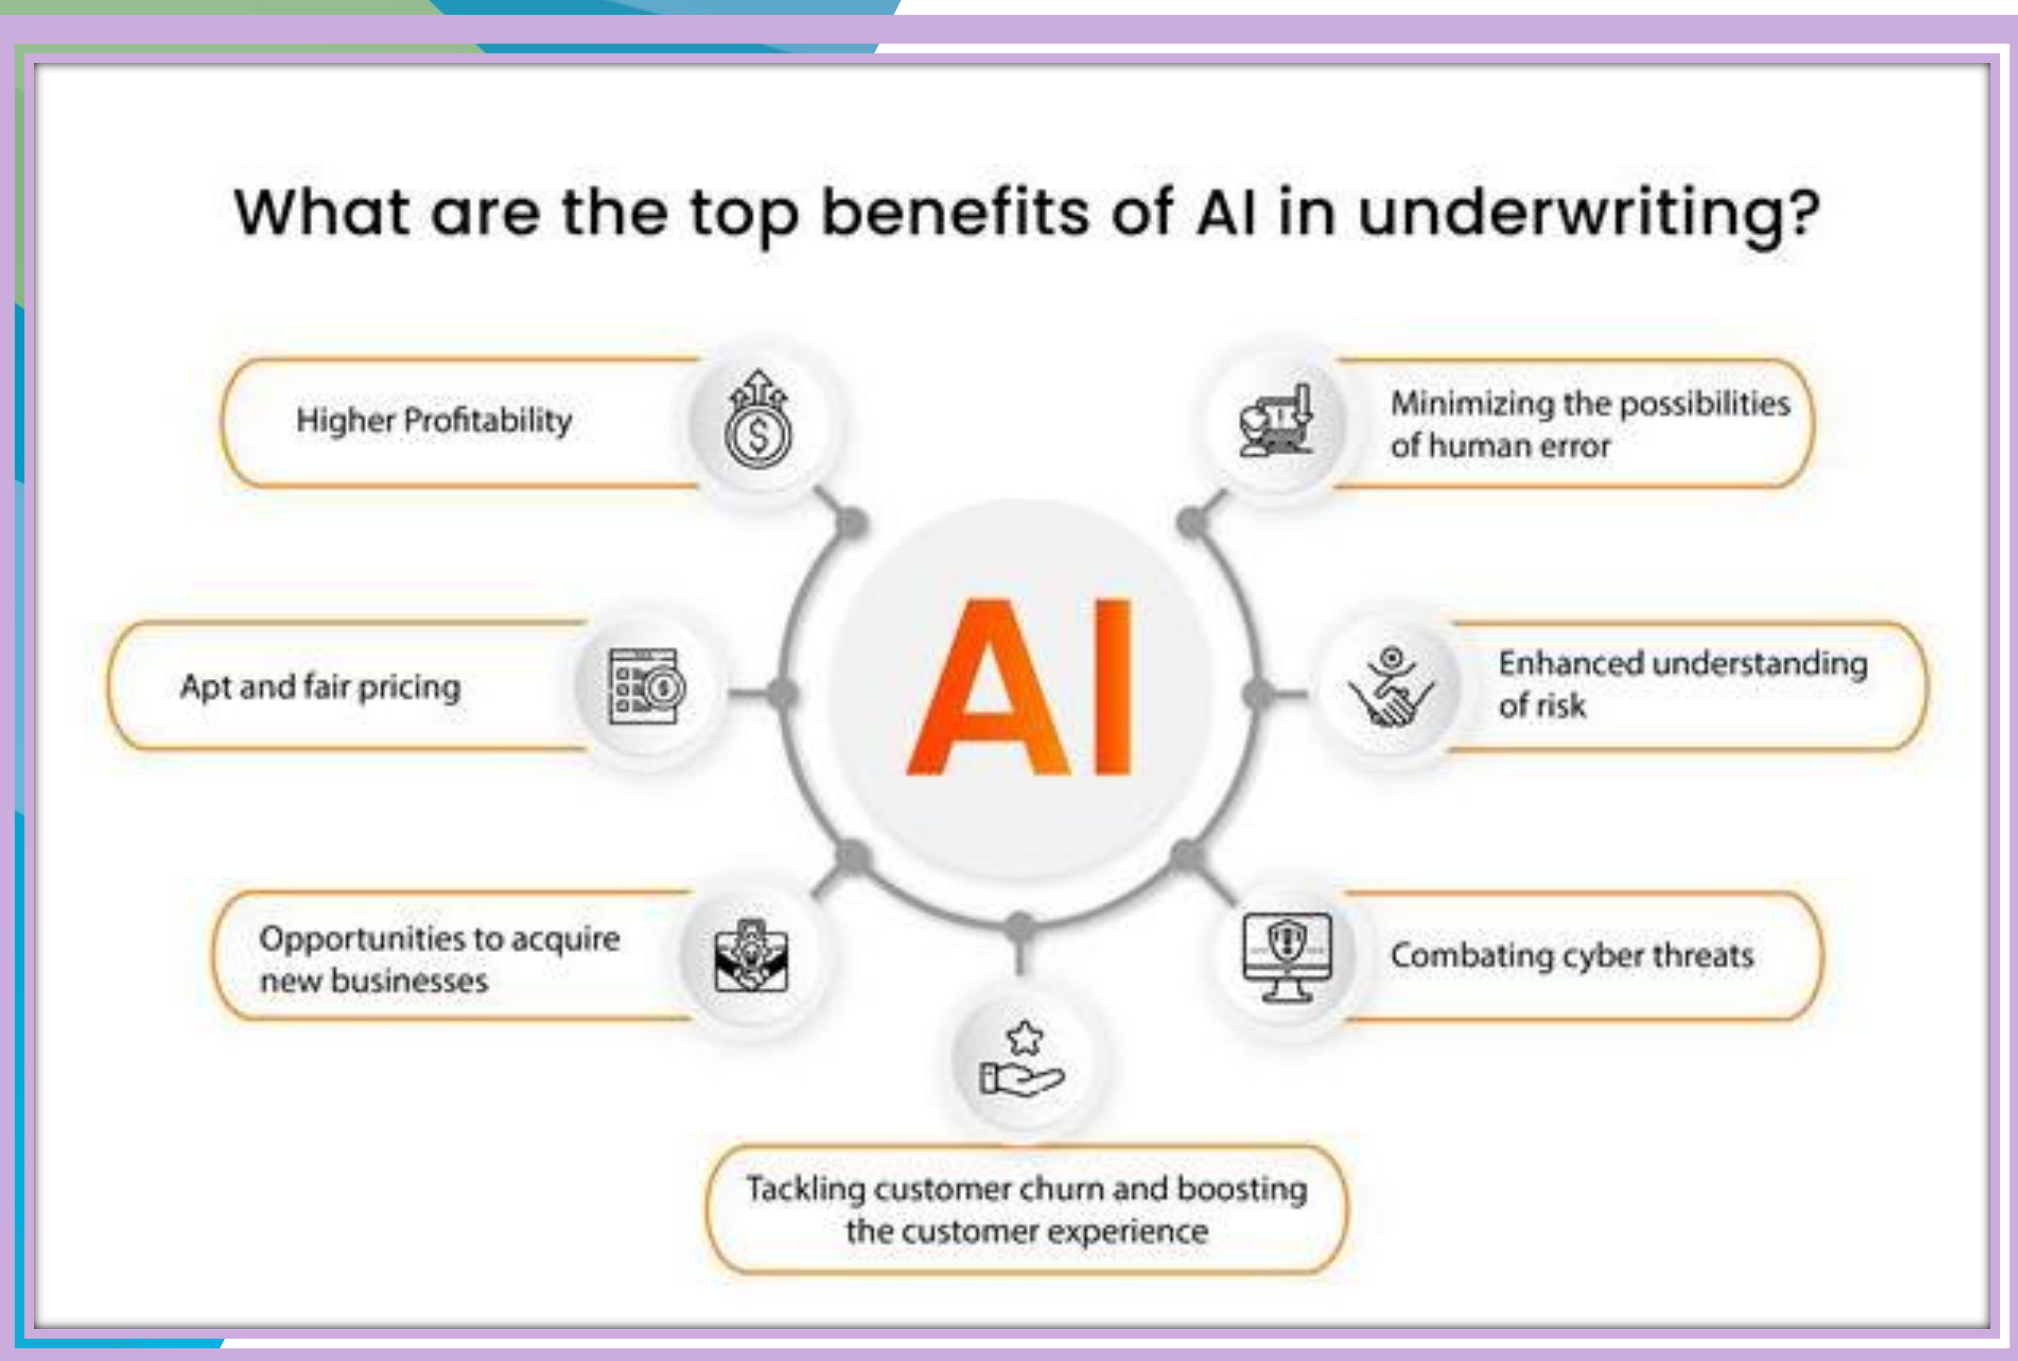 What are the top benefits of AI in underwriting?
Higher Profitability
Minimizing the possibilities
of human error
AI
Apt and fair pricing
Enhanced understanding
of risk
Opportunities to acquire
new businesses
Combating cyber threats
Tackling customer churn and boosting
the customer experience